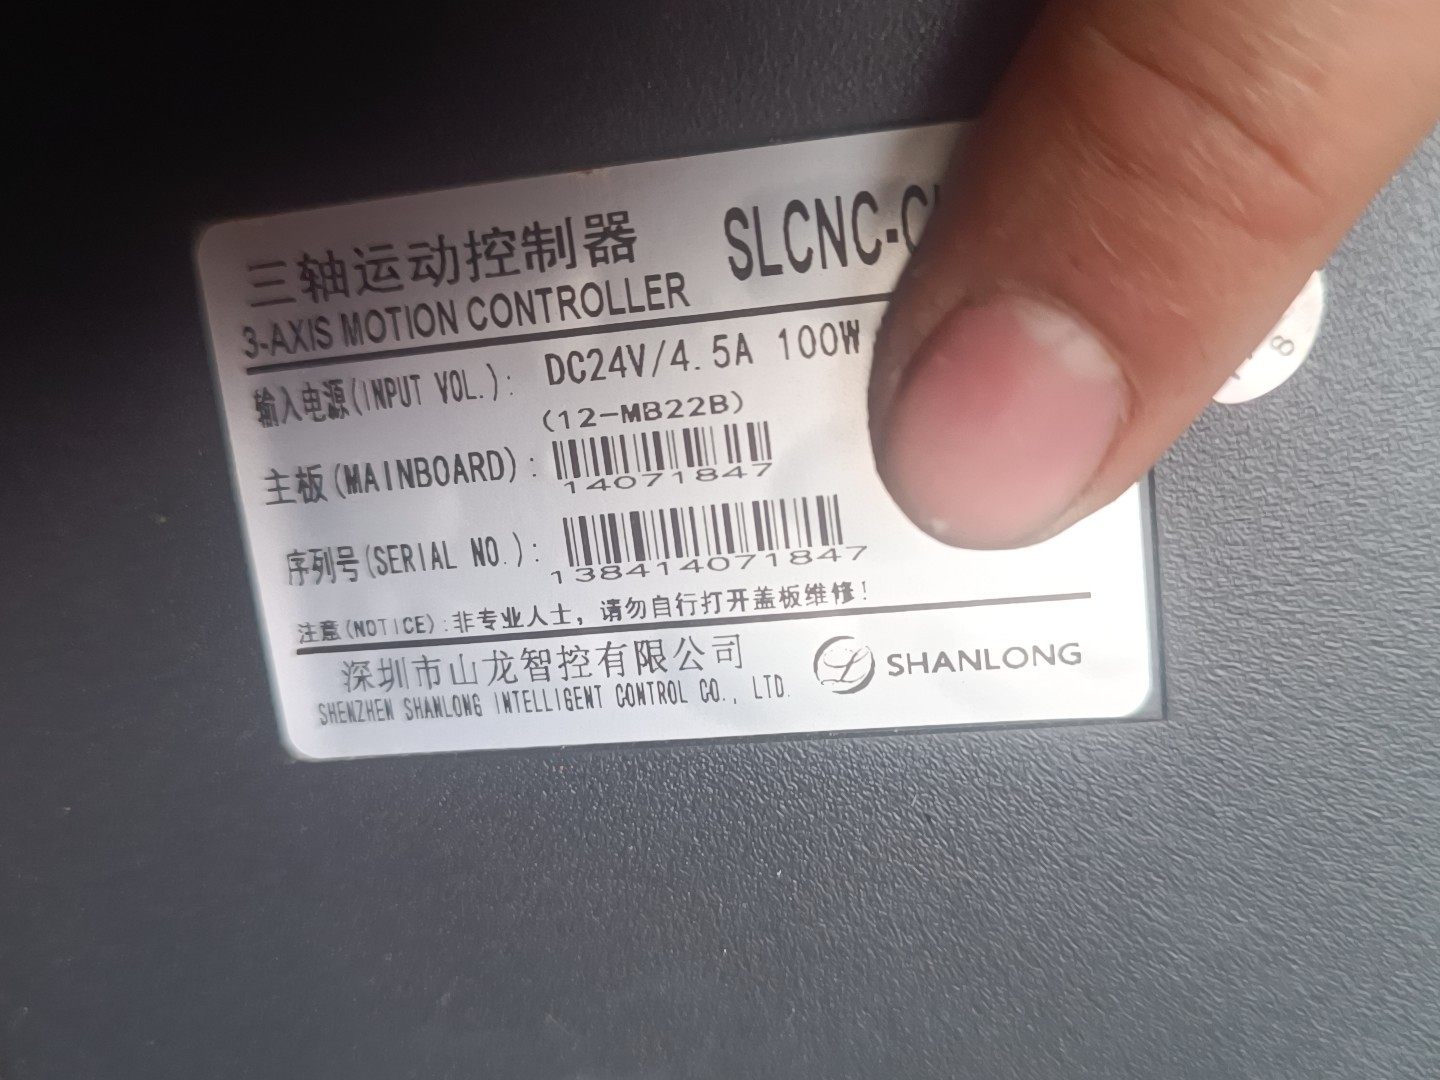 三轴运动控制器
3-AXIS MOTION CONTROLLER
输入电源(INPUT VOL.): DC24V/4.5A 100W
(12-MB22B)
主板(MAINBOARD):
14071847
序列号(SERIAL NO.):
138414071847
注意(NOTICE):非专业人士，请勿自行打开盖板维修!
深圳市山龙智控有限公司
SHENZHEN SHANLONG INTELLIGENT CONTROL CO., LTD.
SHANLONG
8